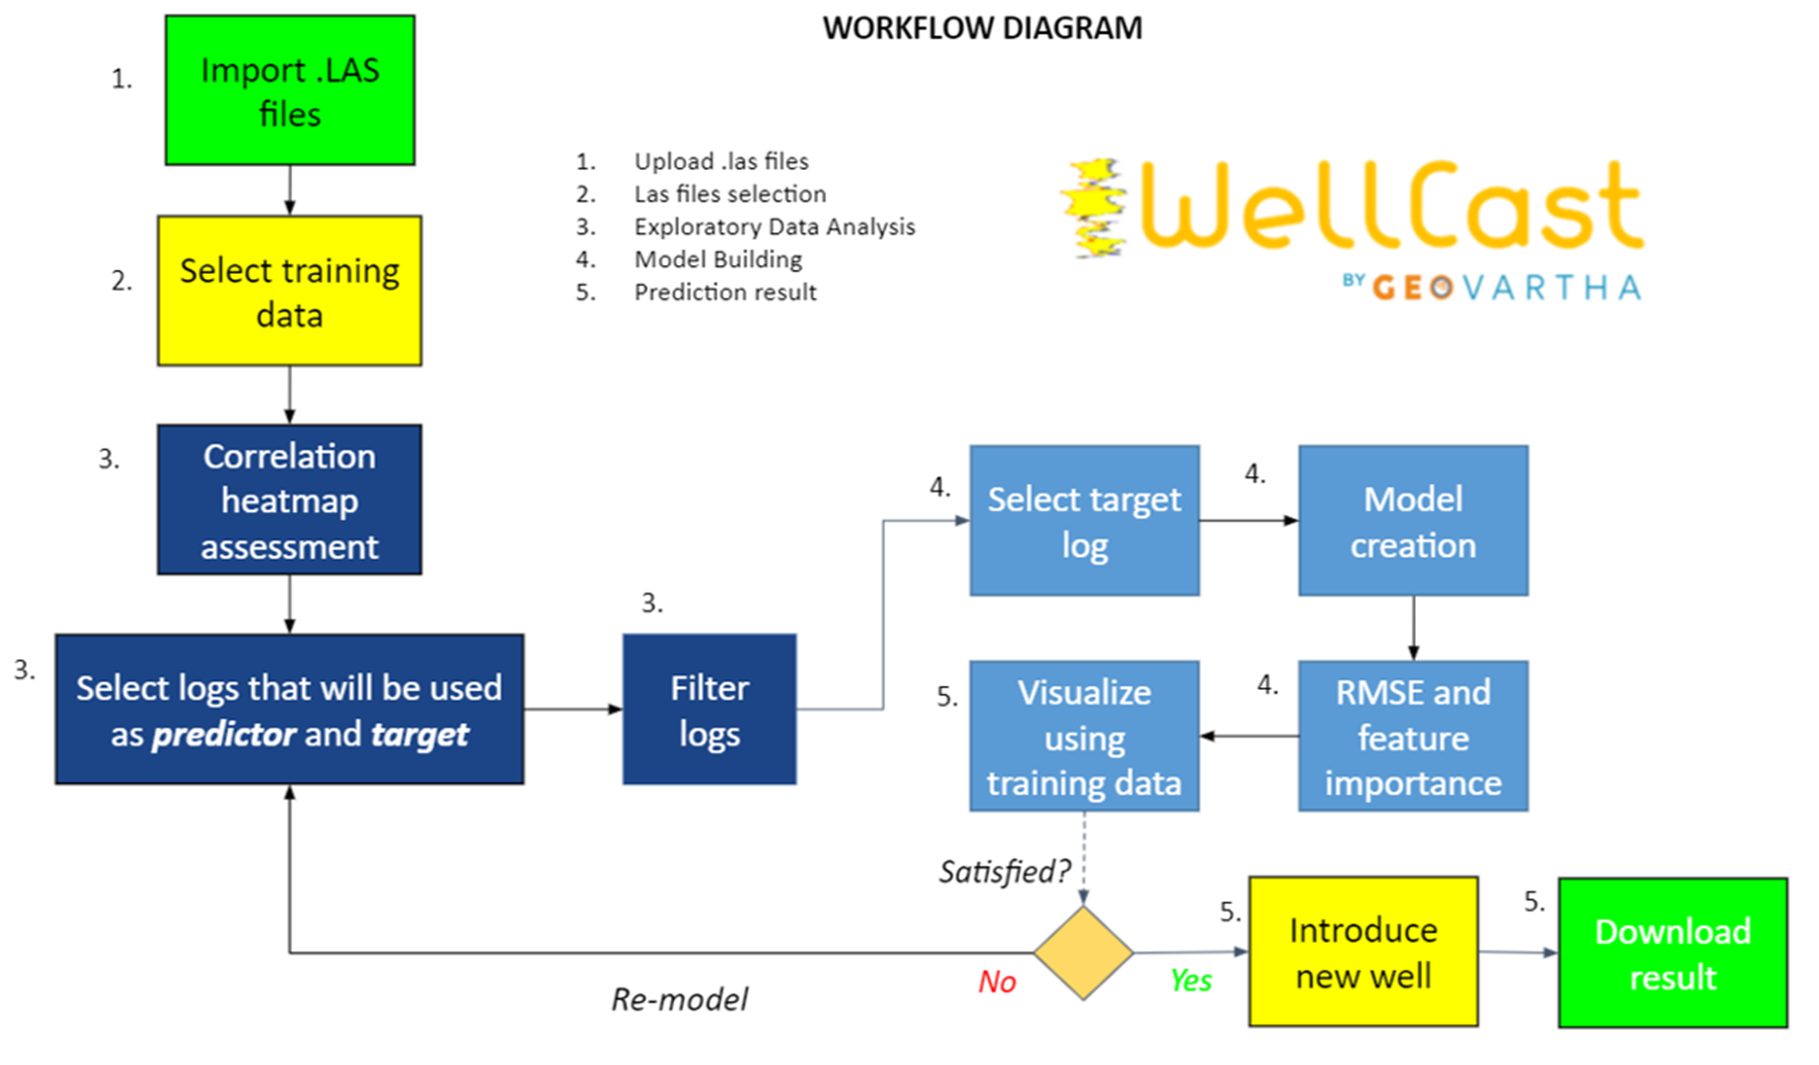 WORKFLOW DIAGRAM
1.
Import .LAS
files
1. Upload .las files
2. Las files selection
3. Exploratory Data Analysis
4. Model Building
5. Prediction result
WellCast
BY GEOVARTHA
2.
Select training
data
3.
Correlation
heatmap
assessment
3.
Select logs that will be used
as predictor and target
3.
Filter
logs
4.
Select target
log
4.
Model
creation
4.
RMSE and
feature
importance
5.
Visualize
using
training data
Satisfied?
No
Re-model
Yes
5.
Introduce
new well
5.
Download
result